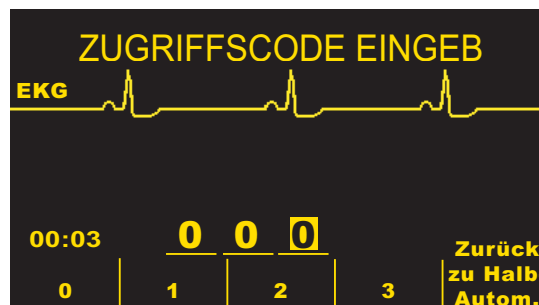 ZUGRIFFSCODE EINGEB
EKG
00:03
0 0 0
0 1 2 3
Zurück
zu Halb
Autom.